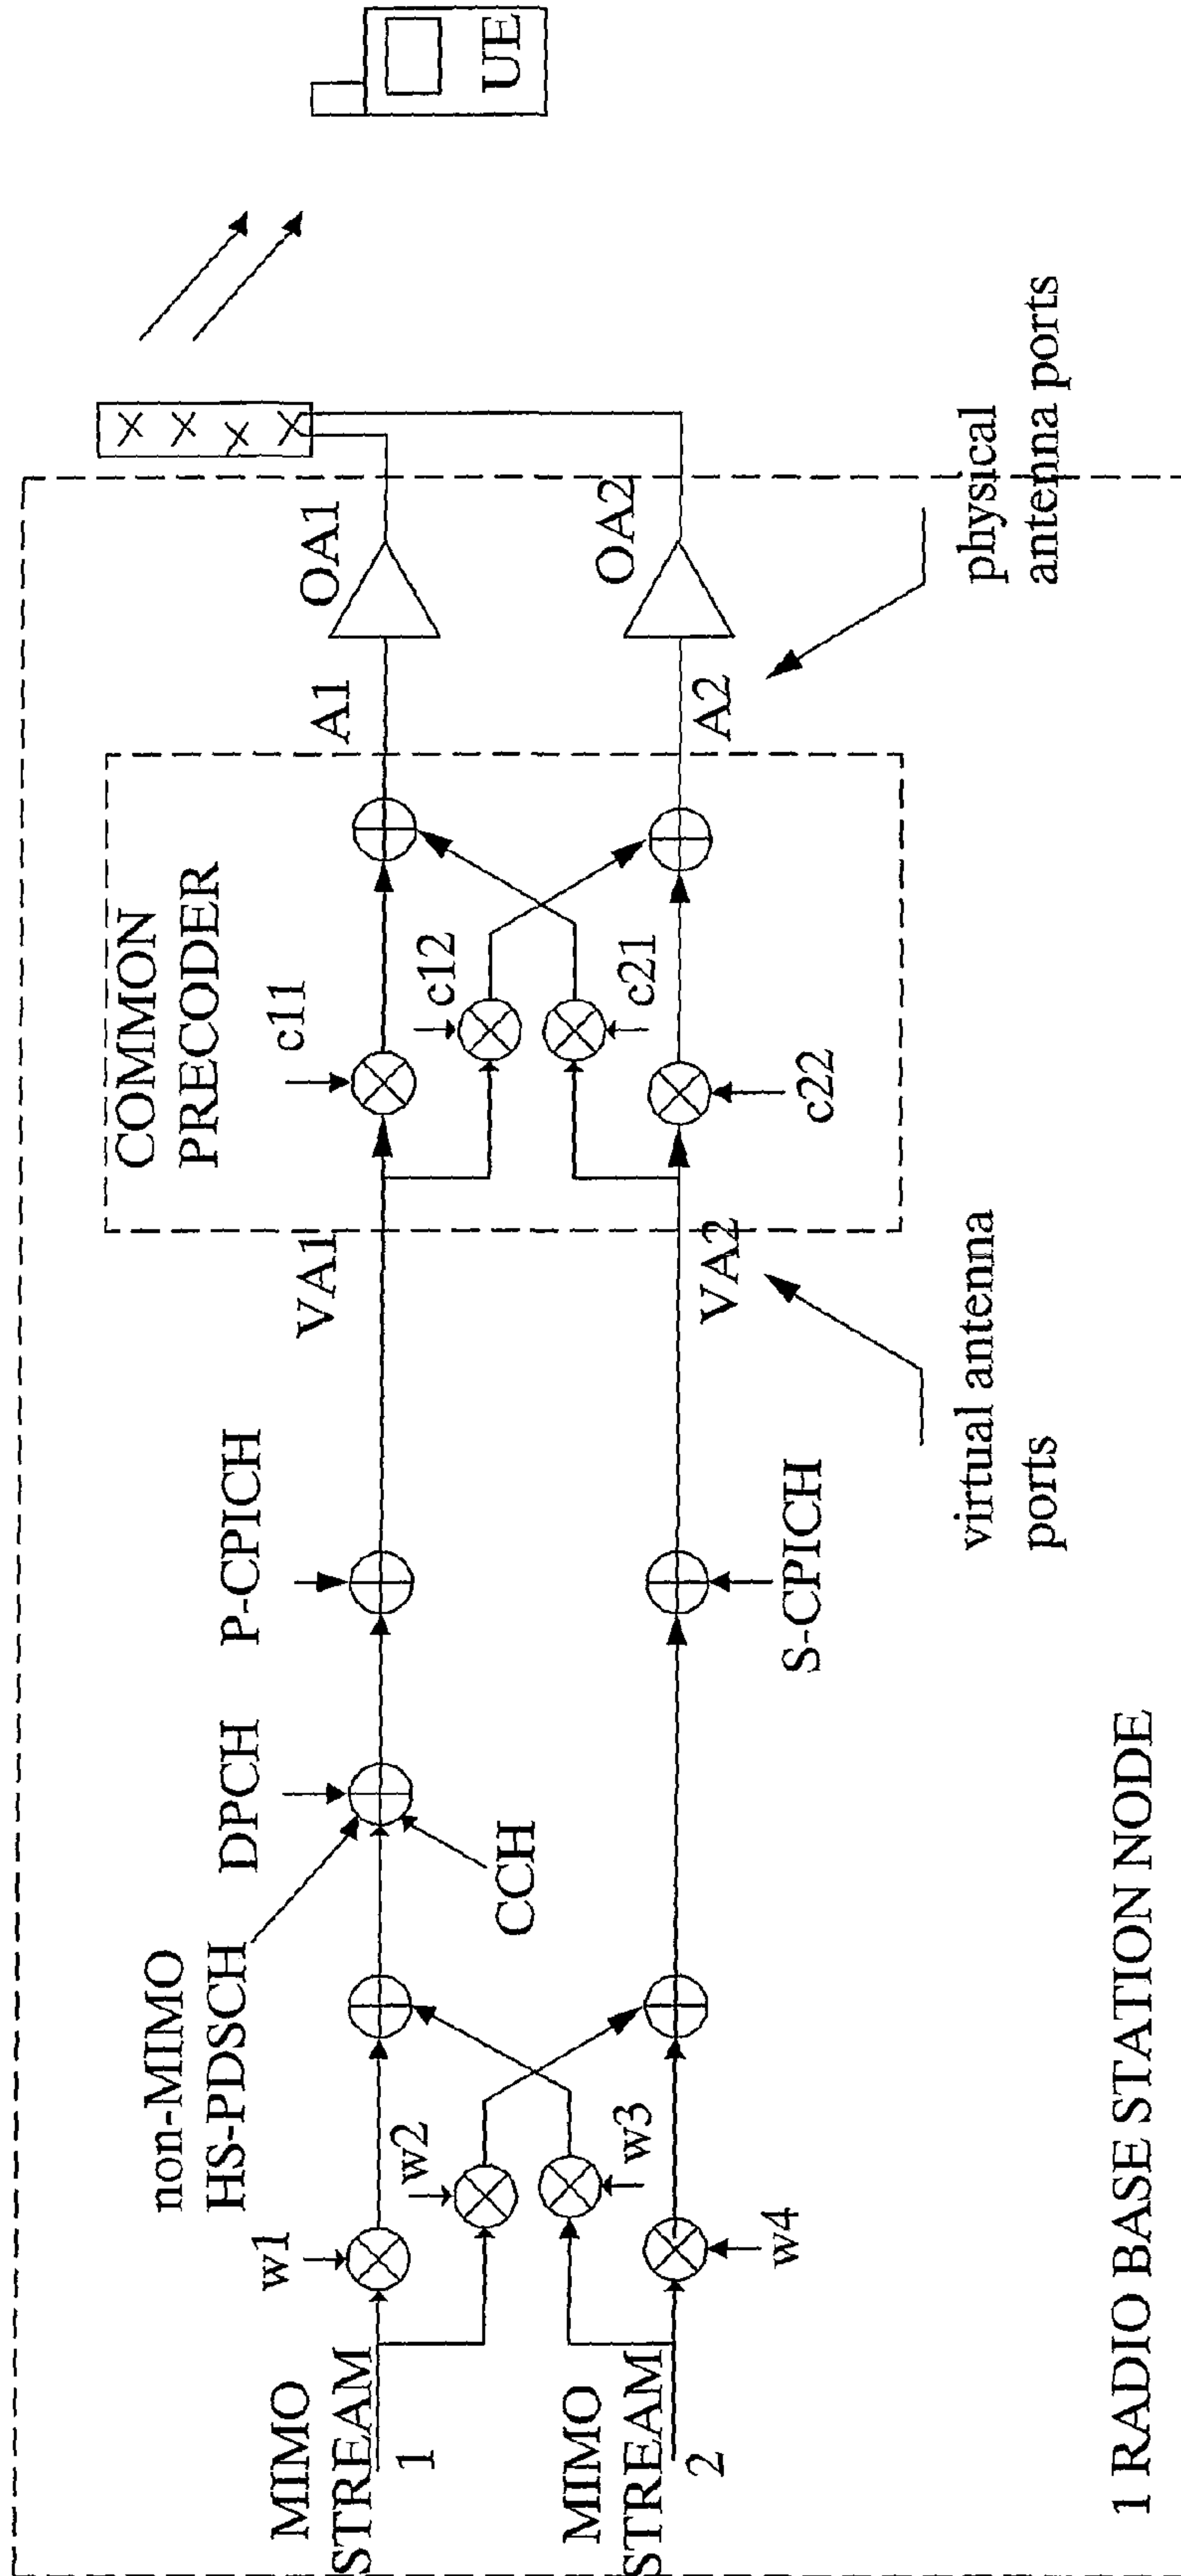 MIMO
STREAM
1
MIMO
STREAM
2
w1
w2
w3
w4
non-MIMO
HS-PDSCH
DPCH
CCH
P-CPICH
S-CPICH
VA1
VA2
virtual antenna
ports
COMMON
PRECODER
c11
c12
c21
c22
A1
A2
OA1
OA2
physical
antenna ports
UE
1 RADIO BASE STATION NODE